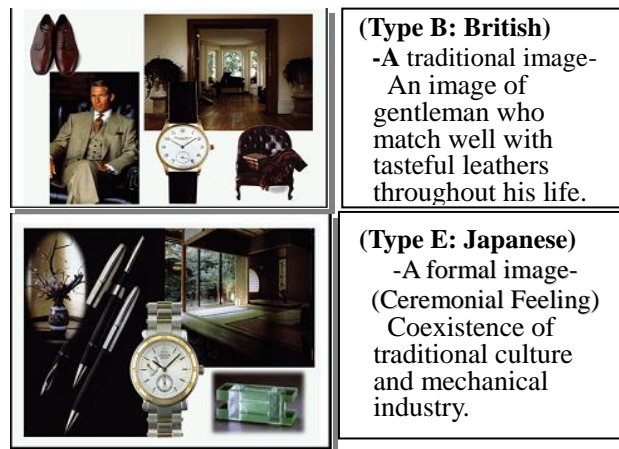 (Type B: British)
-A traditional image-
An image of
gentleman who
match well with
tasteful leathers
throughout his life.
(Type E: Japanese)
-A formal image-
(Ceremonial Feeling)
Coexistence of
traditional culture
and mechanical
industry.